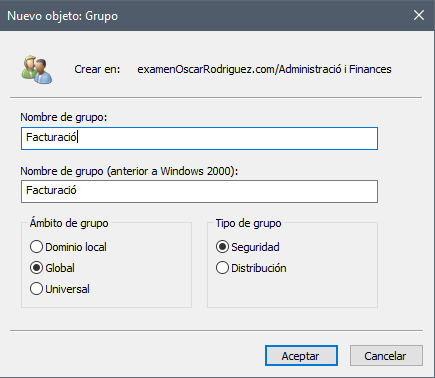 Nuevo objeto: Grupo
Crear en: examenOscarRodriguez.com/Administració i Finances
Nombre de grupo:
Facturació
Nombre de grupo (anterior a Windows 2000):
Facturació
Ámbito de grupo
Dominio local
Global
Universal
Tipo de grupo
Seguridad
Distribución
Aceptar
Cancelar